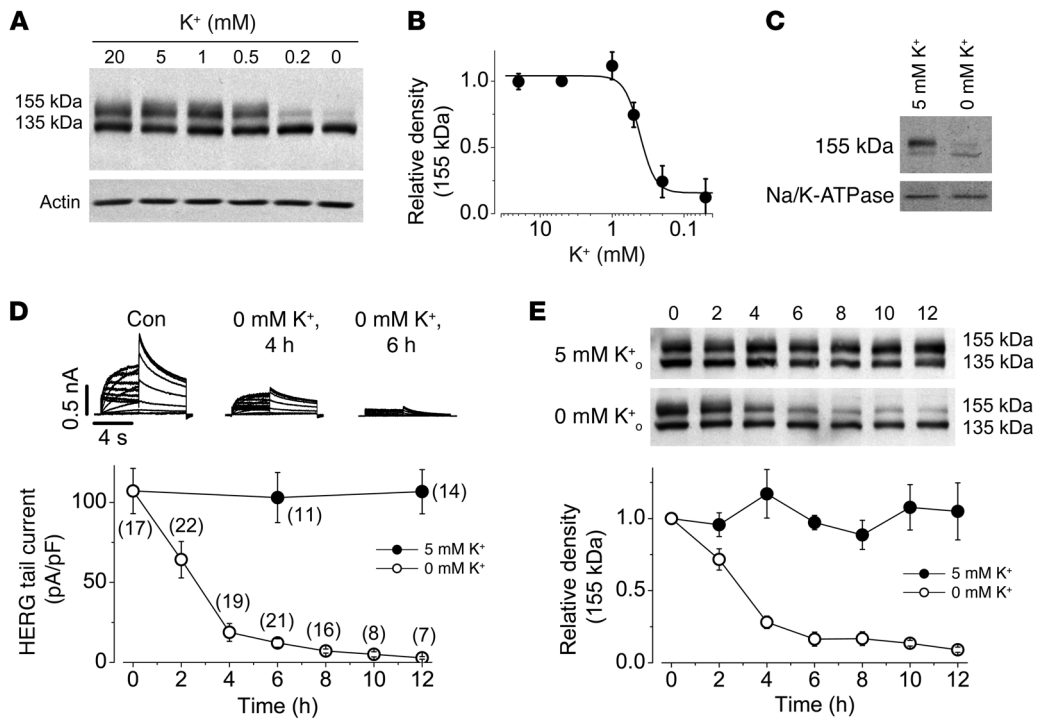 A
K⁺ (mM)
20 5 1 0.5 0.2 0
155 kDa
135 kDa
Actin
B
Relative density
(155 kDa)
1.0
0.5
0.0
10 1 0.1
K⁺ (mM)
C
5 mM K⁺
0 mM K⁺
155 kDa
Na/K-ATPase
D
Con
0 mM K⁺,
4 h
0 mM K⁺,
6 h
0.5 nA
4 s
HERG tail current
(pA/pF)
100
50
0
(17)
(22)
(19)
(21)
(16)
(8)
(7)
(11)
(14)
5 mM K⁺
0 mM K⁺
0 2 4 6 8 10 12
Time (h)
E
0 2 4 6 8 10 12
5 mM K⁺ₒ
155 kDa
135 kDa
0 mM K⁺ₒ
155 kDa
135 kDa
Relative density
(155 kDa)
1.0
0.5
0.0
5 mM K⁺
0 mM K⁺
0 2 4 6 8 10 12
Time (h)